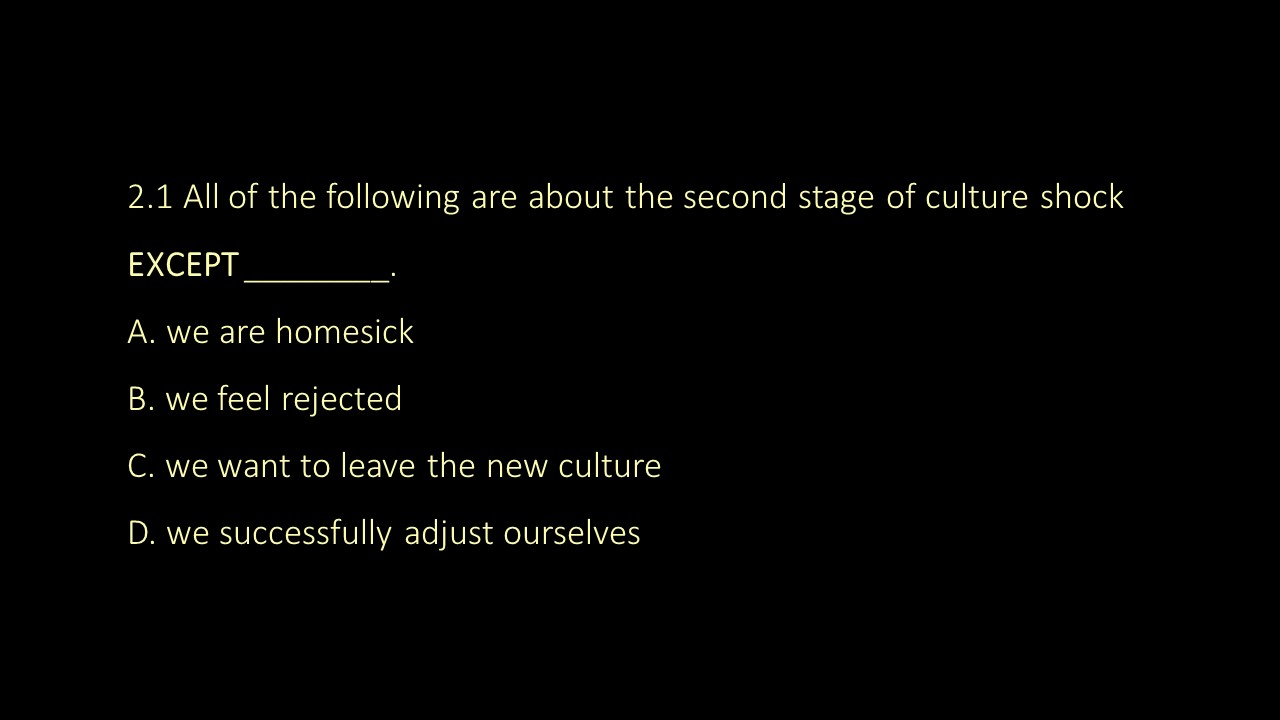 2.1 All of the following are about the second stage of culture shock
EXCEPT ________.
A. we are homesick
B. we feel rejected
C. we want to leave the new culture
D. we successfully adjust ourselves